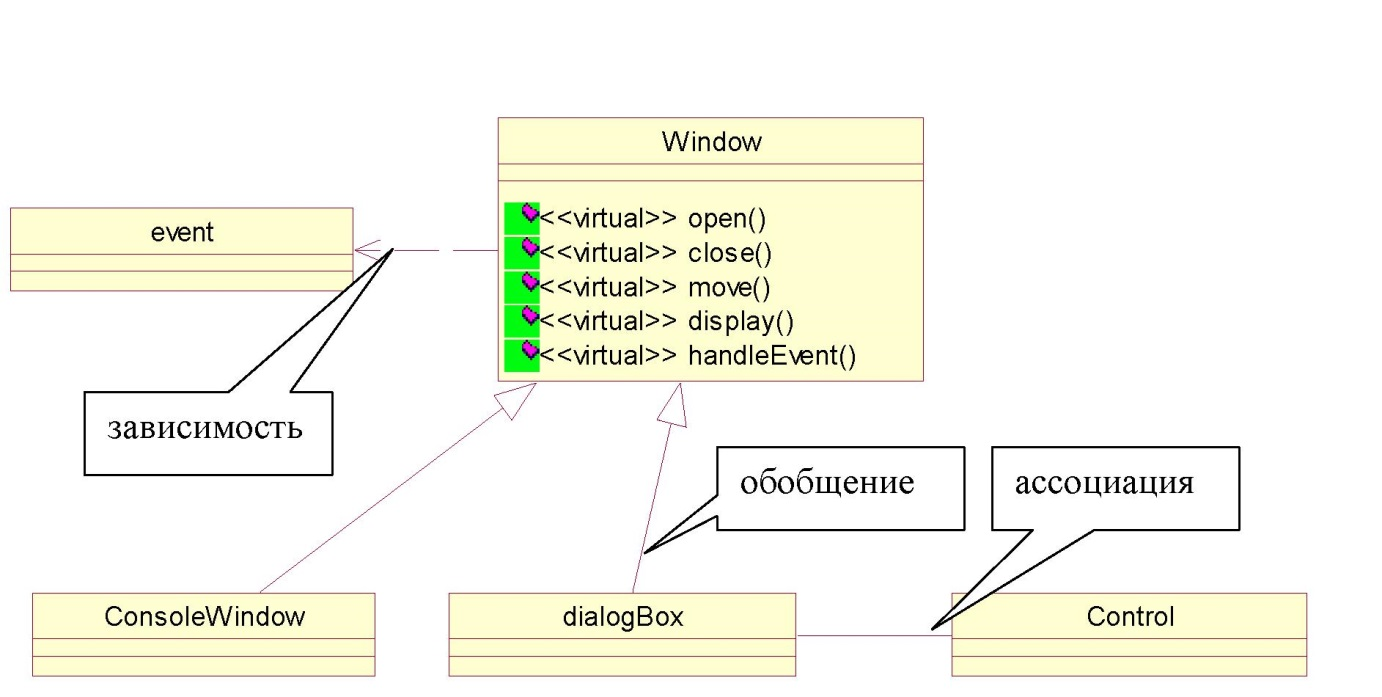 Window
event
<<virtual>> open()
<<virtual>> close()
<<virtual>> move()
<<virtual>> display()
<<virtual>> handleEvent()
зависимость
обобщение
ассоциация
ConsoleWindow
dialogBox
Control